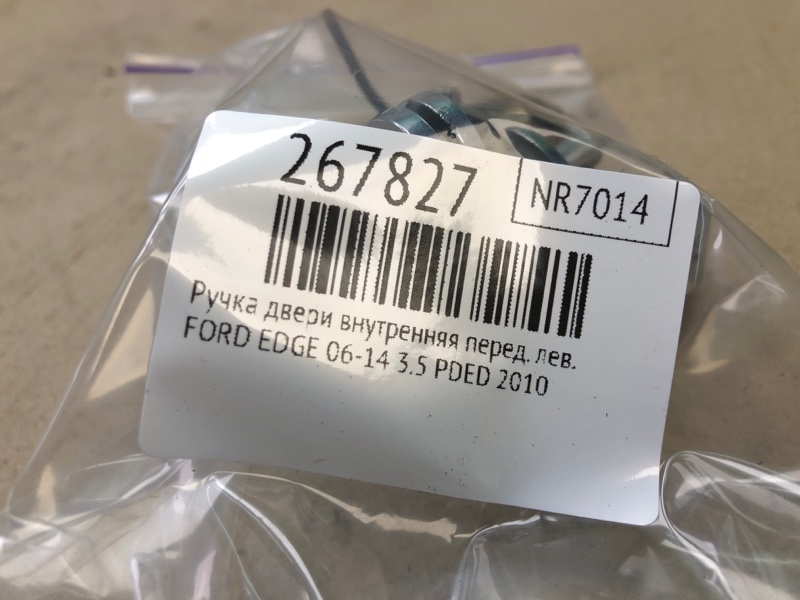 267827
NR7014
Ручка двери внутренняя перед. лев.
FORD EDGE 06-14 3.5 PDED 2010